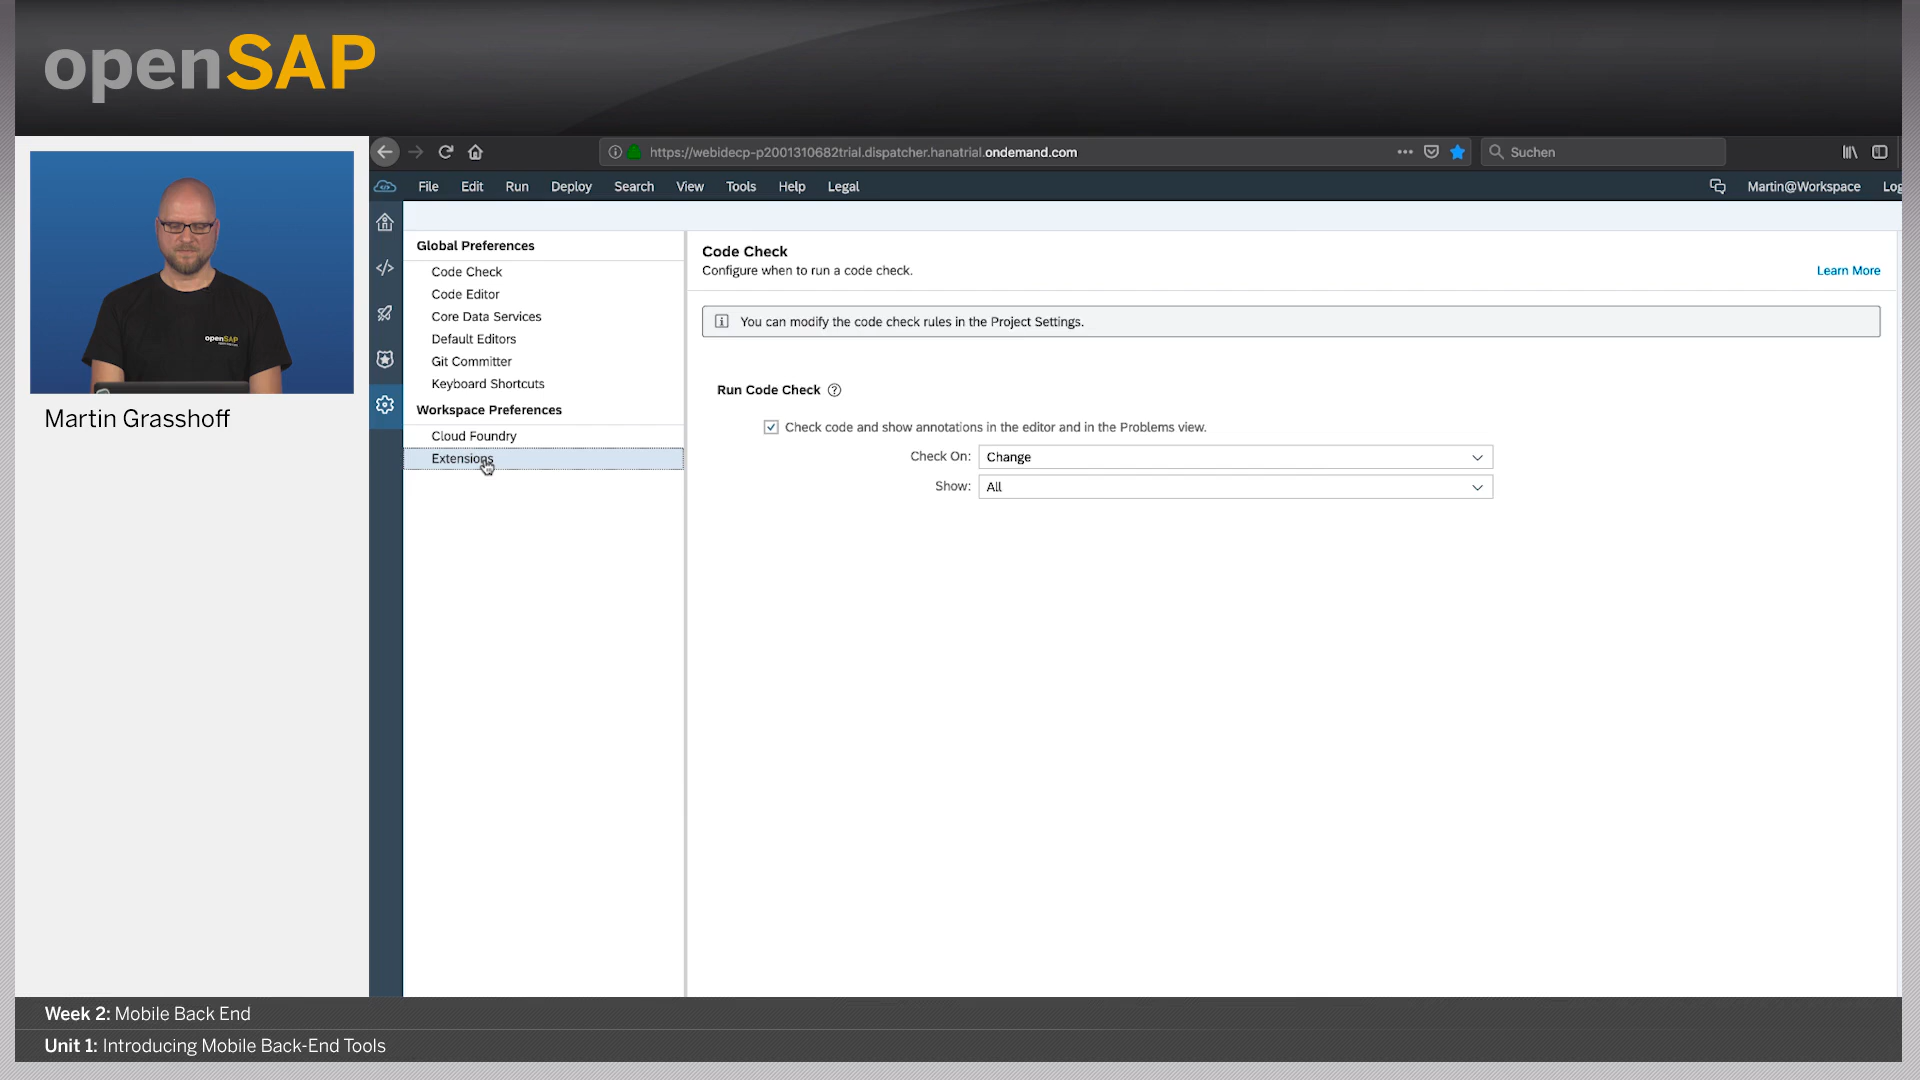 openSAP
https://webidecp-p2001310682trial.dispatcher.hanatrial.ondemand.com
Suchen
File Edit Run Deploy Search View Tools Help Legal
Martin@Workspace
Log
Global Preferences
Code Check
Code Editor
Core Data Services
Default Editors
Git Committer
Keyboard Shortcuts
Workspace Preferences
Cloud Foundry
Extensions
Code Check
Configure when to run a code check.
Learn More
You can modify the code check rules in the Project Settings.
Run Code Check
Check code and show annotations in the editor and in the Problems view.
Check On: Change
Show: All
openSAP
Martin Grasshoff
Week 2: Mobile Back End
Unit 1: Introducing Mobile Back-End Tools